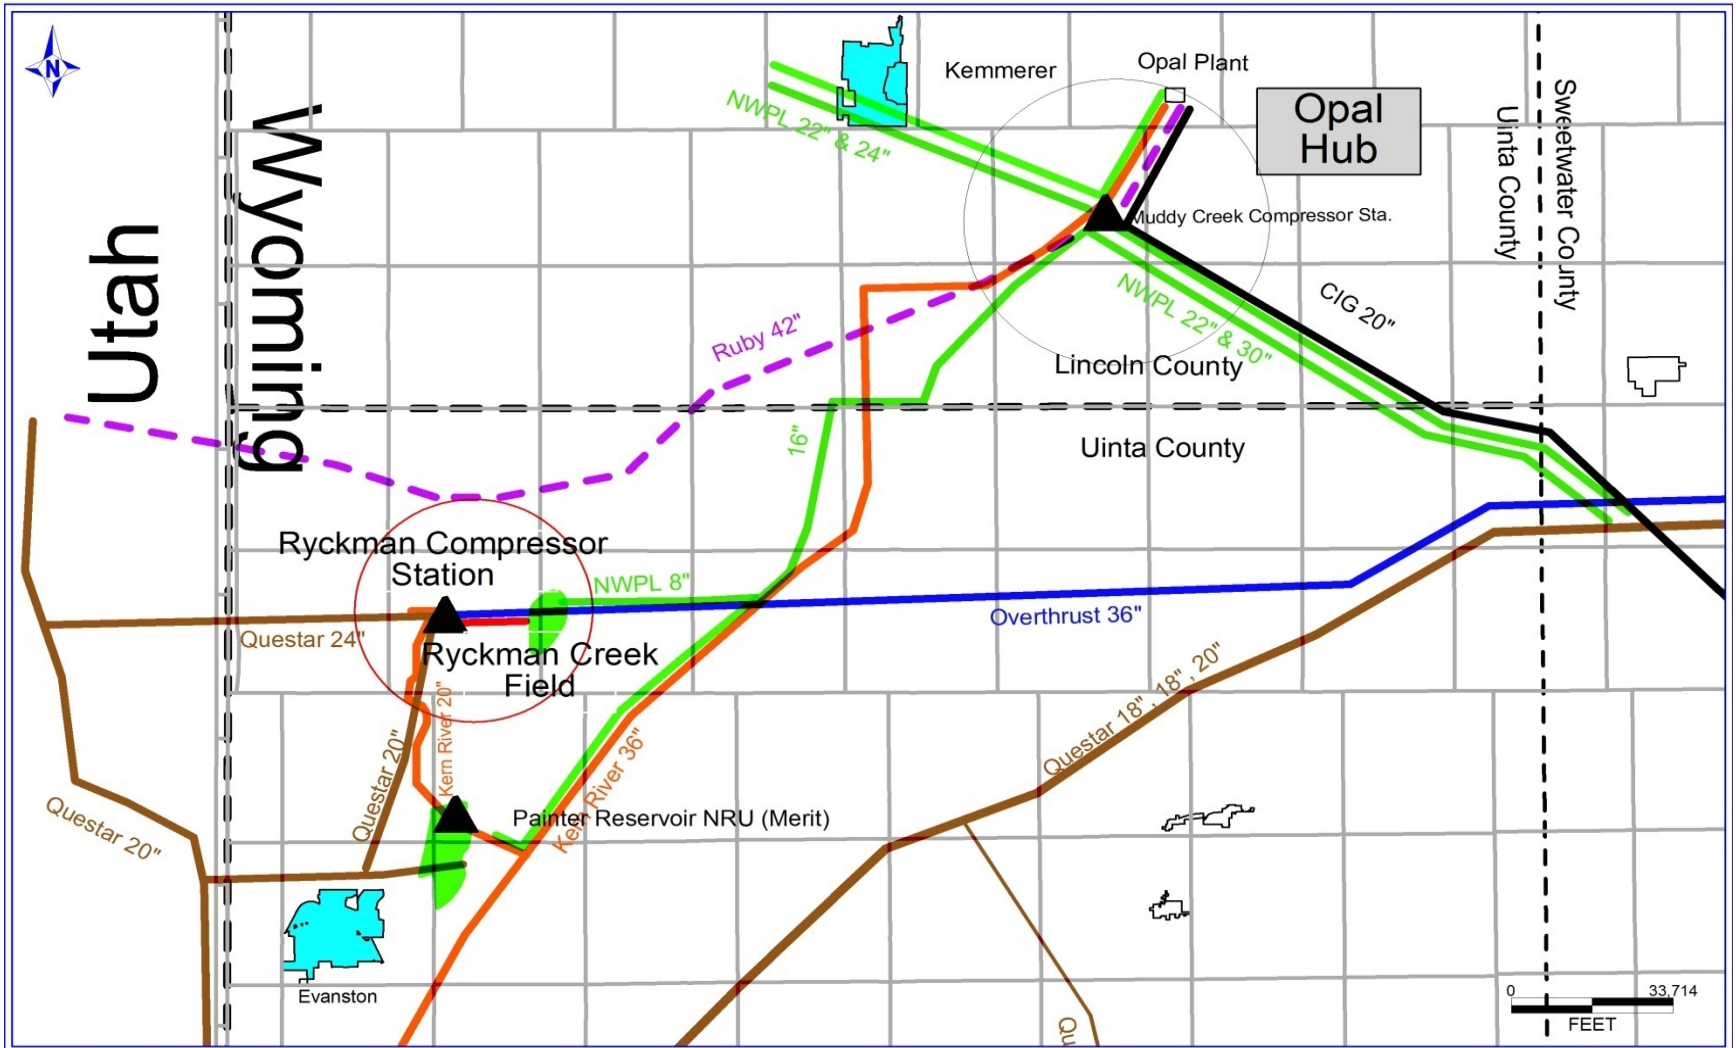 N
Utah
Wyoming
Kemmerer
Opal Plant
Opal
Hub
Uinta County
Sweetwater County
NWPL 22" & 24"
Muddy Creek Compressor Sta.
NWPL 22" & 30"
CIG 20"
Ruby 42"
Lincoln County
Uinta County
16"
Ryckman Compressor
Station
NWPL 8"
Overthrust 36"
Questar 24"
Ryckman Creek
Field
Kern River 20"
Questar 20"
Kern River 36"
Questar 18", 18", 20"
Painter Reservoir NRU (Merit)
Questar 20"
Evanston
Qu
0 33,714
FEET